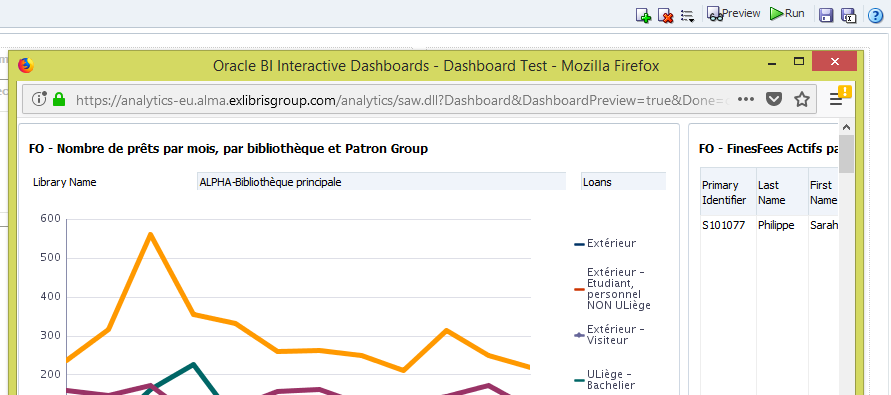 Preview
Run
Oracle BI Interactive Dashboards - Dashboard Test - Mozilla Firefox
https://analytics-eu.alma.exlibrisgroup.com/analytics/saw.dll?Dashboard&DashboardPreview=true&Done=
FO - Nombre de prêts par mois, par bibliothèque et Patron Group
Library Name
ALPHA-Bibliothèque principale
Loans
600
500
400
300
200
Extérieur
Extérieur -
Etudiant,
personnel
NON ULiège
Extérieur -
Visiteur
ULiège -
Bachelier
FO - FinesFees Actifs pa
Primary
Identifier
Last
Name
First
Name
S101077
Philippe
Sarah